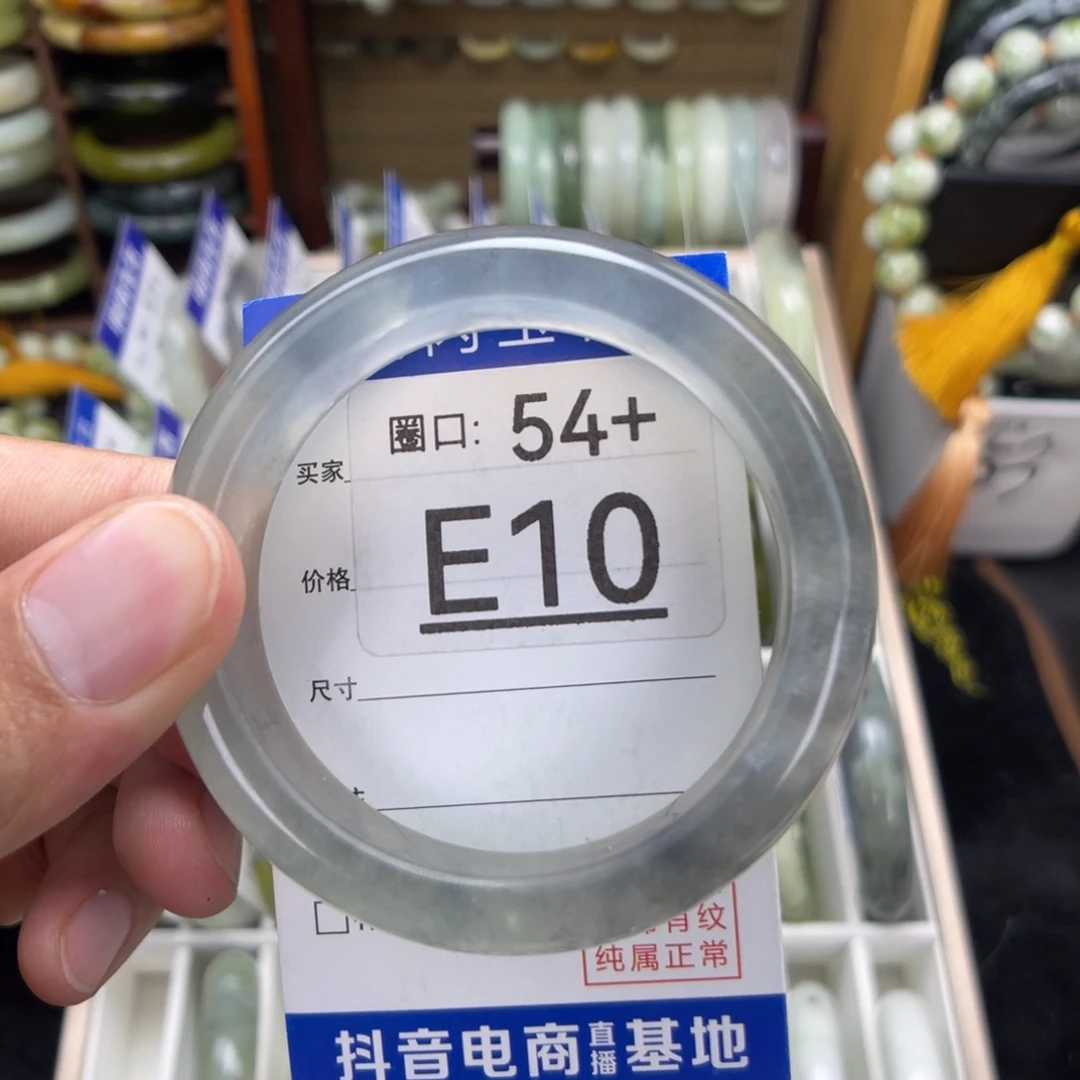 圈口: 54+
买家
E10
价格
尺寸
纯属正常
抖音电商直播基地